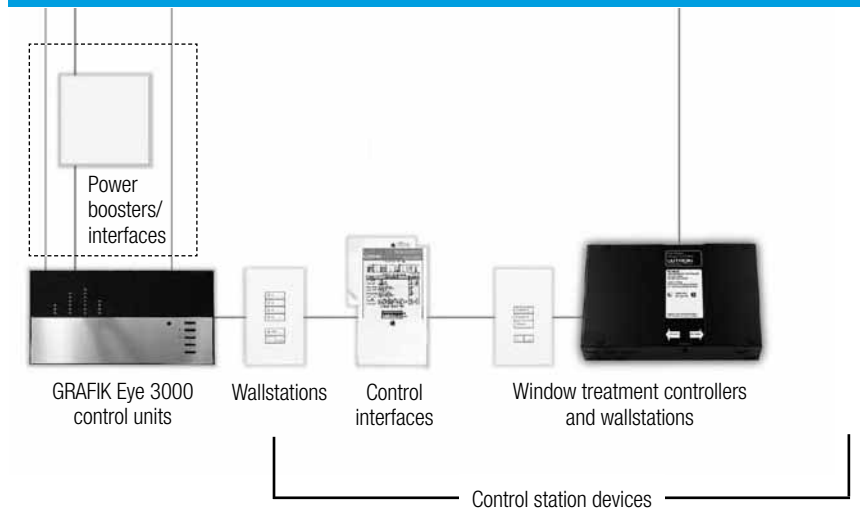 Power
boosters/
interfaces
LUTRON
GRAFIK Eye 3000
control units
Wallstations
Control
interfaces
Window treatment controllers
and wallstations
Control station devices